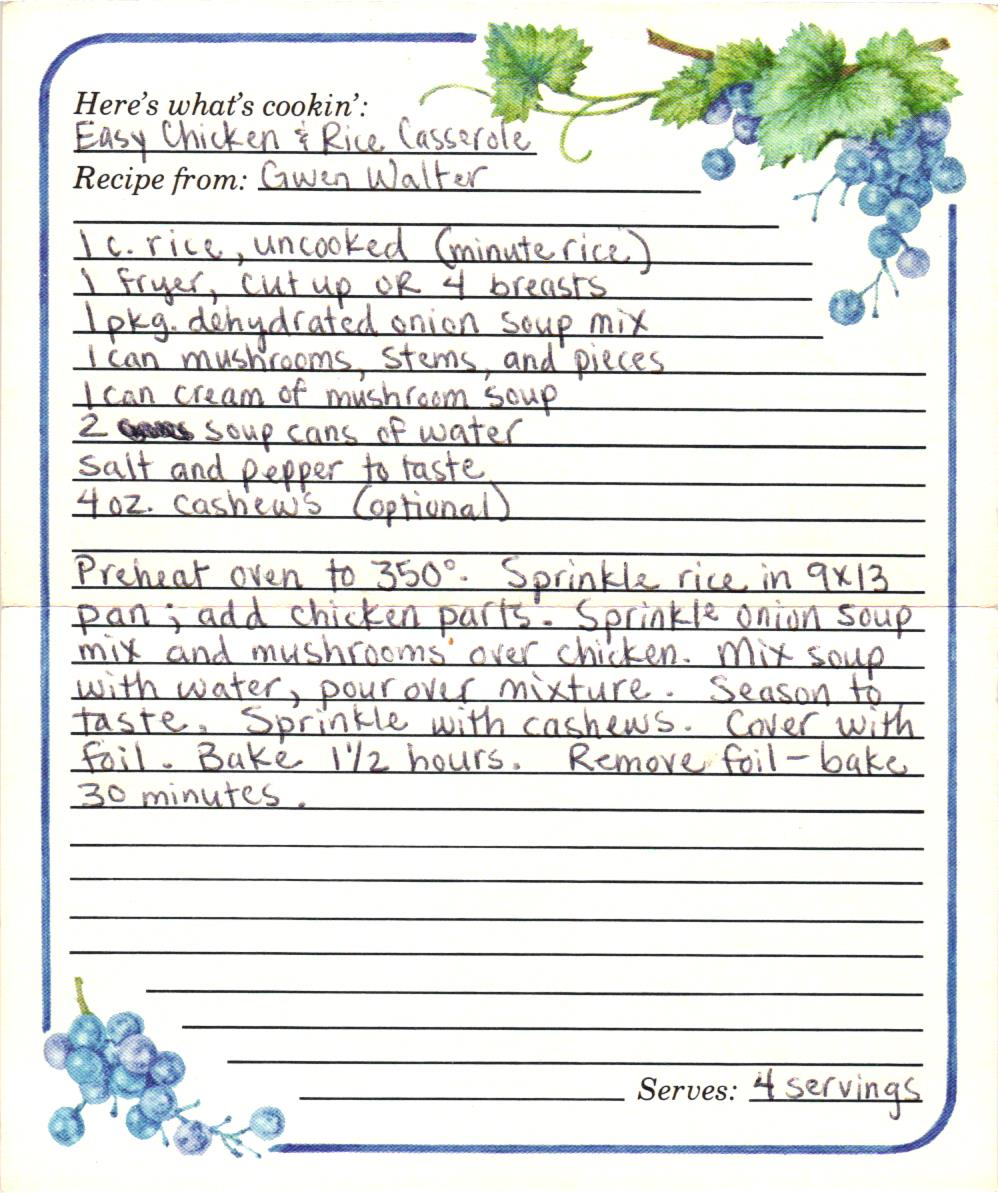 Here's what's cookin':
Easy Chicken & Rice Casserole
Recipe from: Gwen Walter
1 c. rice, uncooked (minute rice)
1 fryer, cut up OR 4 breasts
1 pkg. dehydrated onion soup mix
1 can mushrooms, stems, and pieces
1 can cream of mushroom soup
2 soup cans of water
salt and pepper to taste
4 oz. cashews (optional)
Preheat oven to 350°. Sprinkle rice in 9x13
pan; add chicken parts. Sprinkle onion soup
mix and mushrooms over chicken. Mix soup
with water, pour over mixture. Season to
taste. Sprinkle with cashews. Cover with
foil. Bake 1 1/2 hours. Remove foil - bake
30 minutes.
Serves: 4 servings